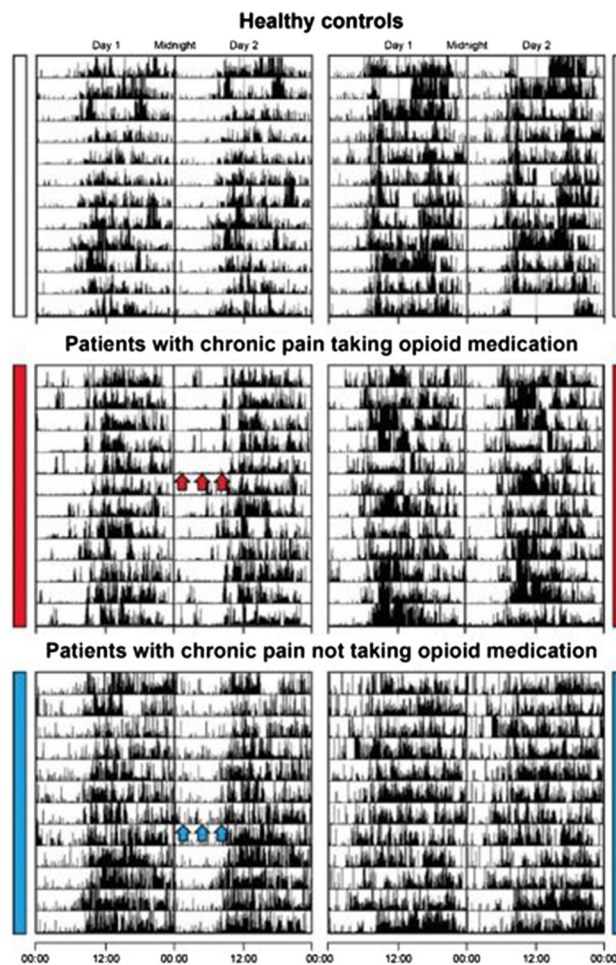 Healthy controls
Day 1 Midnight Day 2 Day 1 Midnight Day 2
Patients with chronic pain taking opioid medication
Patients with chronic pain not taking opioid medication
00:00 12:00 00:00 12:00 00:00 00:00 12:00 00:00 12:00 00:00